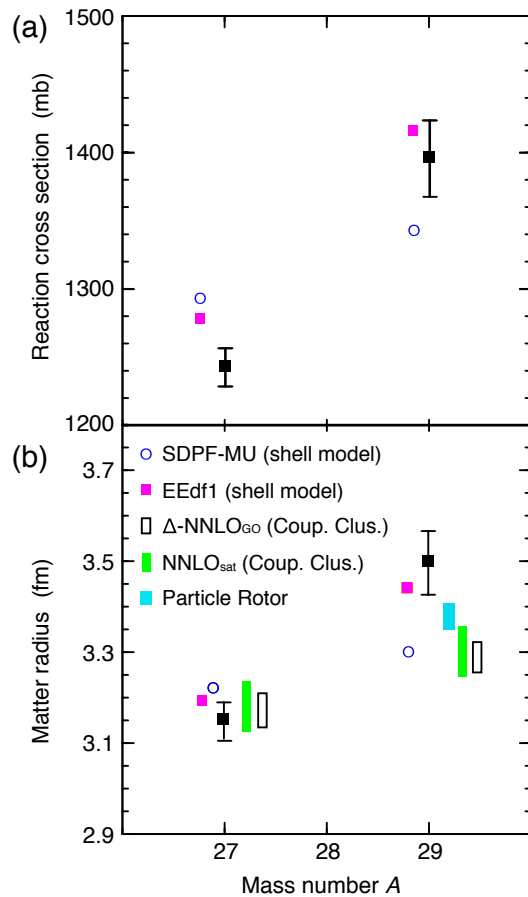 (a)
1500
1400
1300
1200
Reaction cross section (mb)
(b)
3.7
3.5
3.3
3.1
2.9
Matter radius (fm)
SDPF-MU (shell model)
EEdf1 (shell model)
Δ-NNLOGO (Coup. Clus.)
NNLOsat (Coup. Clus.)
Particle Rotor
27 28 29
Mass number A